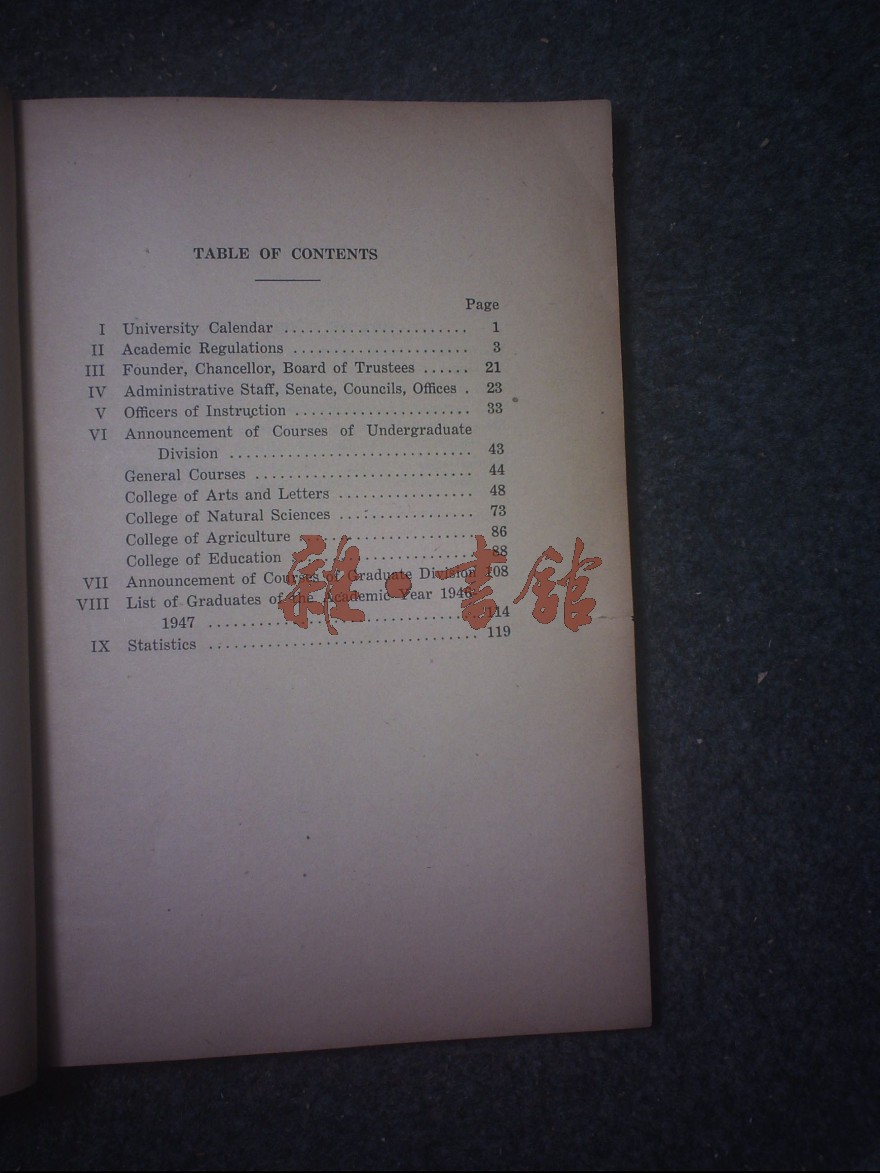 TABLE OF CONTENTS
Page
I University Calendar ....................... 1
II Academic Regulations ..................... 3
III Founder, Chancellor, Board of Trustees ...... 21
IV Administrative Staff, Senate, Councils, Offices . 23
V Officers of Instruction ..................... 33
VI Announcement of Courses of Undergraduate
Division ............................. 43
General Courses .......................... 44
College of Arts and Letters ................. 48
College of Natural Sciences ................ 73
College of Agriculture ..................... 86
College of Education ...................... 88
VII Announcement of Courses of Graduate Division 108
VIII List of Graduates of the Academic Year 1946-
1947 ................................ 114
IX Statistics ................................ 119
雜·書館